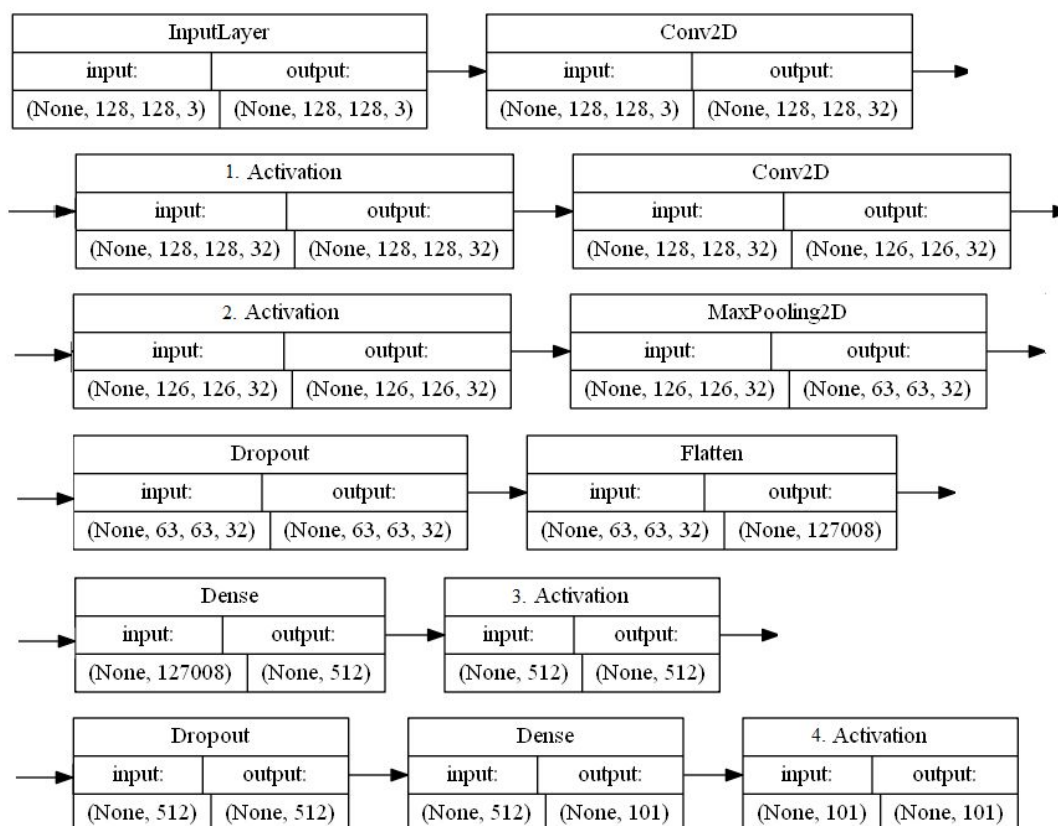 InputLayer Conv2D
input: output: input: output:
(None, 128, 128, 3) (None, 128, 128, 3) (None, 128, 128, 3) (None, 128, 128, 32)
1. Activation Conv2D
input: output: input: output:
(None, 128, 128, 32) (None, 128, 128, 32) (None, 128, 128, 32) (None, 126, 126, 32)
2. Activation MaxPooling2D
input: output: input: output:
(None, 126, 126, 32) (None, 126, 126, 32) (None, 126, 126, 32) (None, 63, 63, 32)
Dropout Flatten
input: output: input: output:
(None, 63, 63, 32) (None, 63, 63, 32) (None, 63, 63, 32) (None, 127008)
Dense 3. Activation
input: output: input: output:
(None, 127008) (None, 512) (None, 512) (None, 512)
Dropout Dense 4. Activation
input: output: input: output: input: output:
(None, 512) (None, 512) (None, 512) (None, 101) (None, 101) (None, 101)